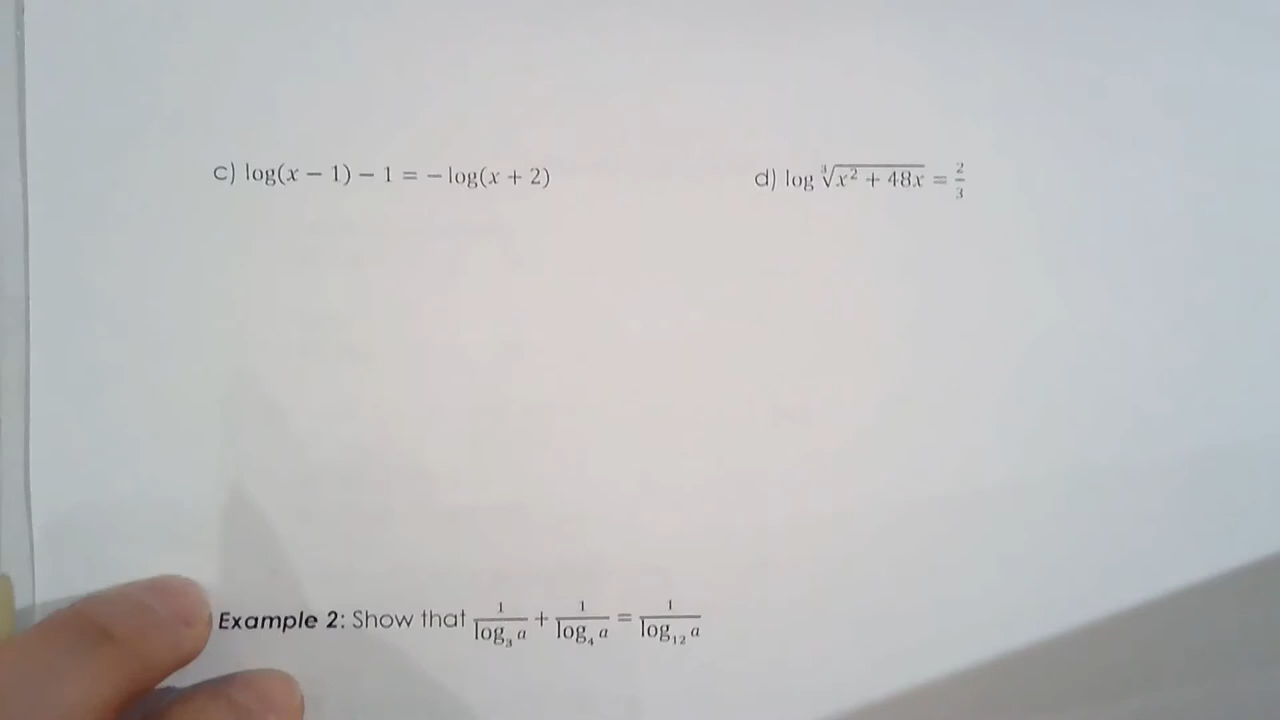 c) log(x − 1) − 1 = − log(x + 2)
d) log ∛(x² + 48x) = 2/3
Example 2: Show that 1/log₃ a + 1/log₄ a = 1/log₁₂ a